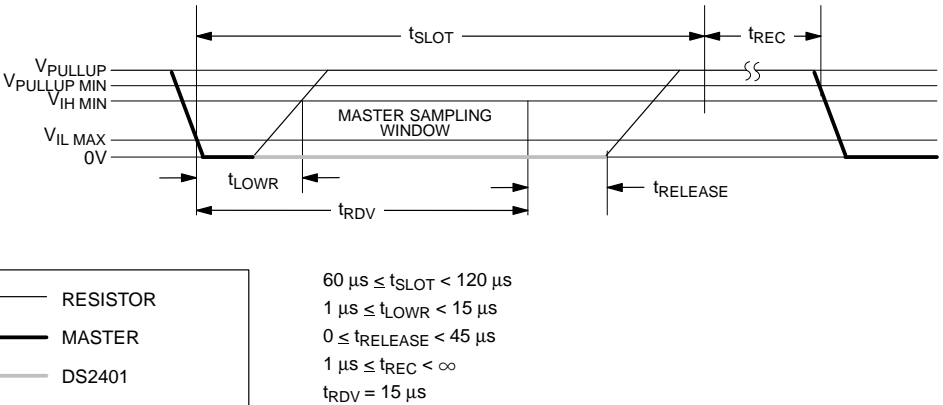 tSLOT
tREC
VPULLUP
VPULLUP MIN
VIH MIN
MASTER SAMPLING
WINDOW
VIL MAX
0V
tLOWR
tRELEASE
tRDV
60 µs ≤ tSLOT < 120 µs
1 µs ≤ tLOWR < 15 µs
0 ≤ tRELEASE < 45 µs
1 µs ≤ tREC < ∞
tRDV = 15 µs
RESISTOR
MASTER
DS2401